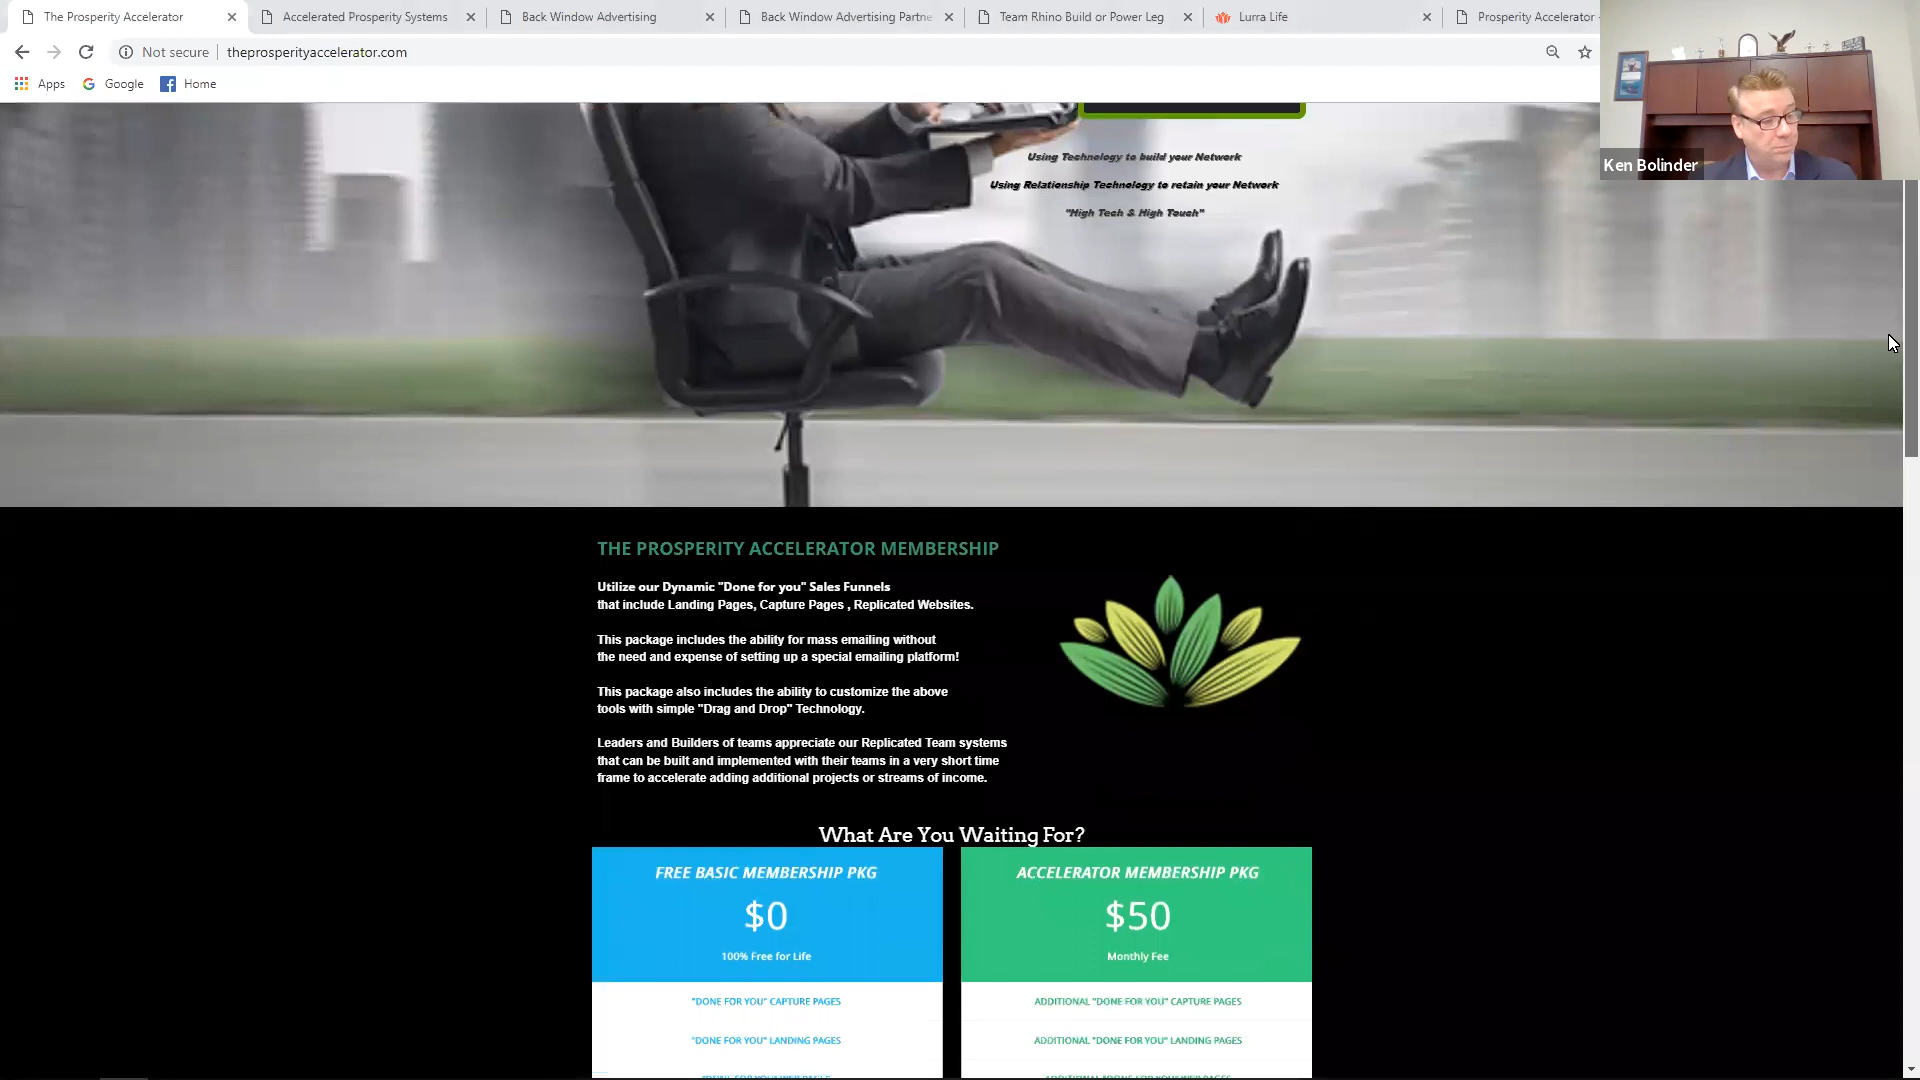 The Prosperity Accelerator
Accelerated Prosperity Systems
Back Window Advertising
Back Window Advertising Partne
Team Rhino Build or Power Leg
Lurra Life
Prosperity Accelerator
Not secure
theprosperityaccelerator.com
Apps
Google
Home
Ken Bolinder
Using Technology to build your Network
Using Relationship Technology to retain your Network
"High Tech & High Touch"
THE PROSPERITY ACCELERATOR MEMBERSHIP
Utilize our Dynamic "Done for you" Sales Funnels
that include Landing Pages, Capture Pages , Replicated Websites.
This package includes the ability for mass emailing without
the need and expense of setting up a special emailing platform!
This package also includes the ability to customize the above
tools with simple "Drag and Drop" Technology.
Leaders and Builders of teams appreciate our Replicated Team systems
that can be built and implemented with their teams in a very short time
frame to accelerate adding additional projects or streams of income.
What Are You Waiting For?
FREE BASIC MEMBERSHIP PKG
$0
100% Free for Life
"DONE FOR YOU" CAPTURE PAGES
"DONE FOR YOU" LANDING PAGES
ACCELERATOR MEMBERSHIP PKG
$50
Monthly Fee
ADDITIONAL "DONE FOR YOU" CAPTURE PAGES
ADDITIONAL "DONE FOR YOU" LANDING PAGES